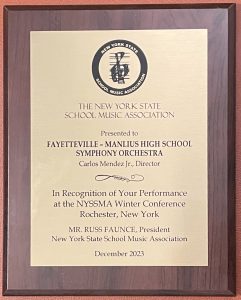 NEW YORK STATE
SCHOOL MUSIC ASSOCIATION
THE NEW YORK STATE
SCHOOL MUSIC ASSOCIATION
Presented to
FAYETTEVILLE – MANLIUS HIGH SCHOOL
SYMPHONY ORCHESTRA
Carlos Mendez Jr., Director
In Recognition of Your Performance
at the NYSSMA Winter Conference
Rochester, New York
MR. RUSS FAUNCE, President
New York State School Music Association
December 2023